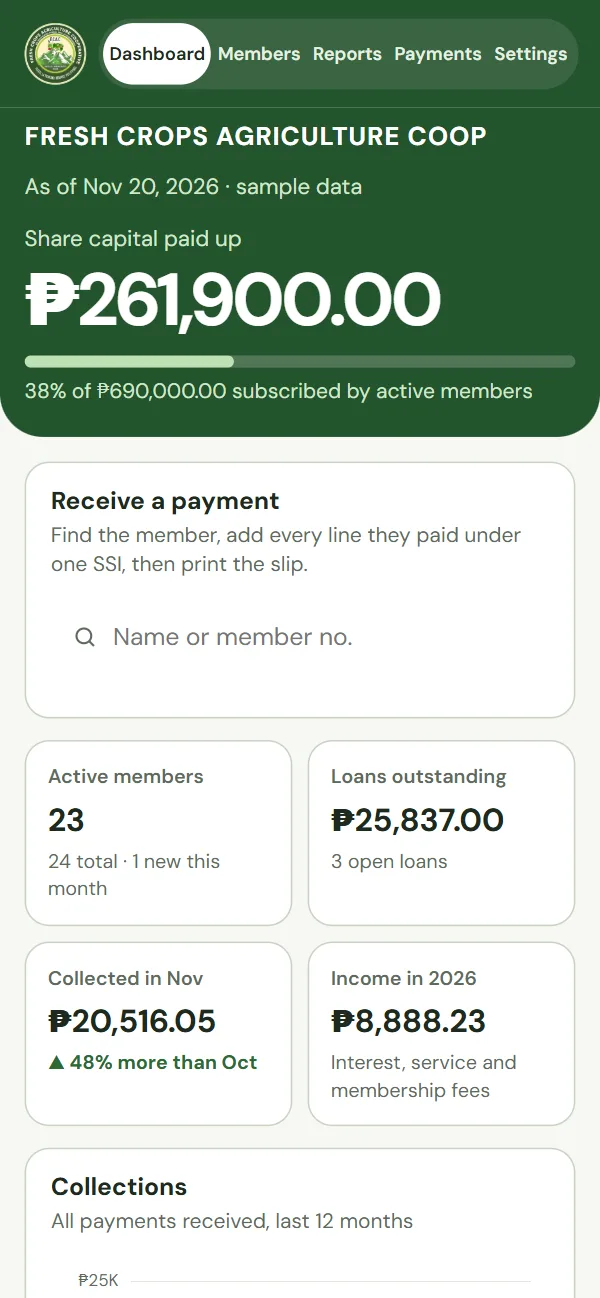 Dashboard Members Reports Payments Settings
FRESH CROPS AGRICULTURE COOP
As of Nov 20, 2026 · sample data
Share capital paid up
₱261,900.00
38% of ₱690,000.00 subscribed by active members
Receive a payment
Find the member, add every line they paid under
one SSI, then print the slip.
Name or member no.
Active members
23
24 total · 1 new this
month
Loans outstanding
₱25,837.00
3 open loans
Collected in Nov
₱20,516.05
▲ 48% more than Oct
Income in 2026
₱8,888.23
Interest, service and
membership fees
Collections
All payments received, last 12 months
₱25K